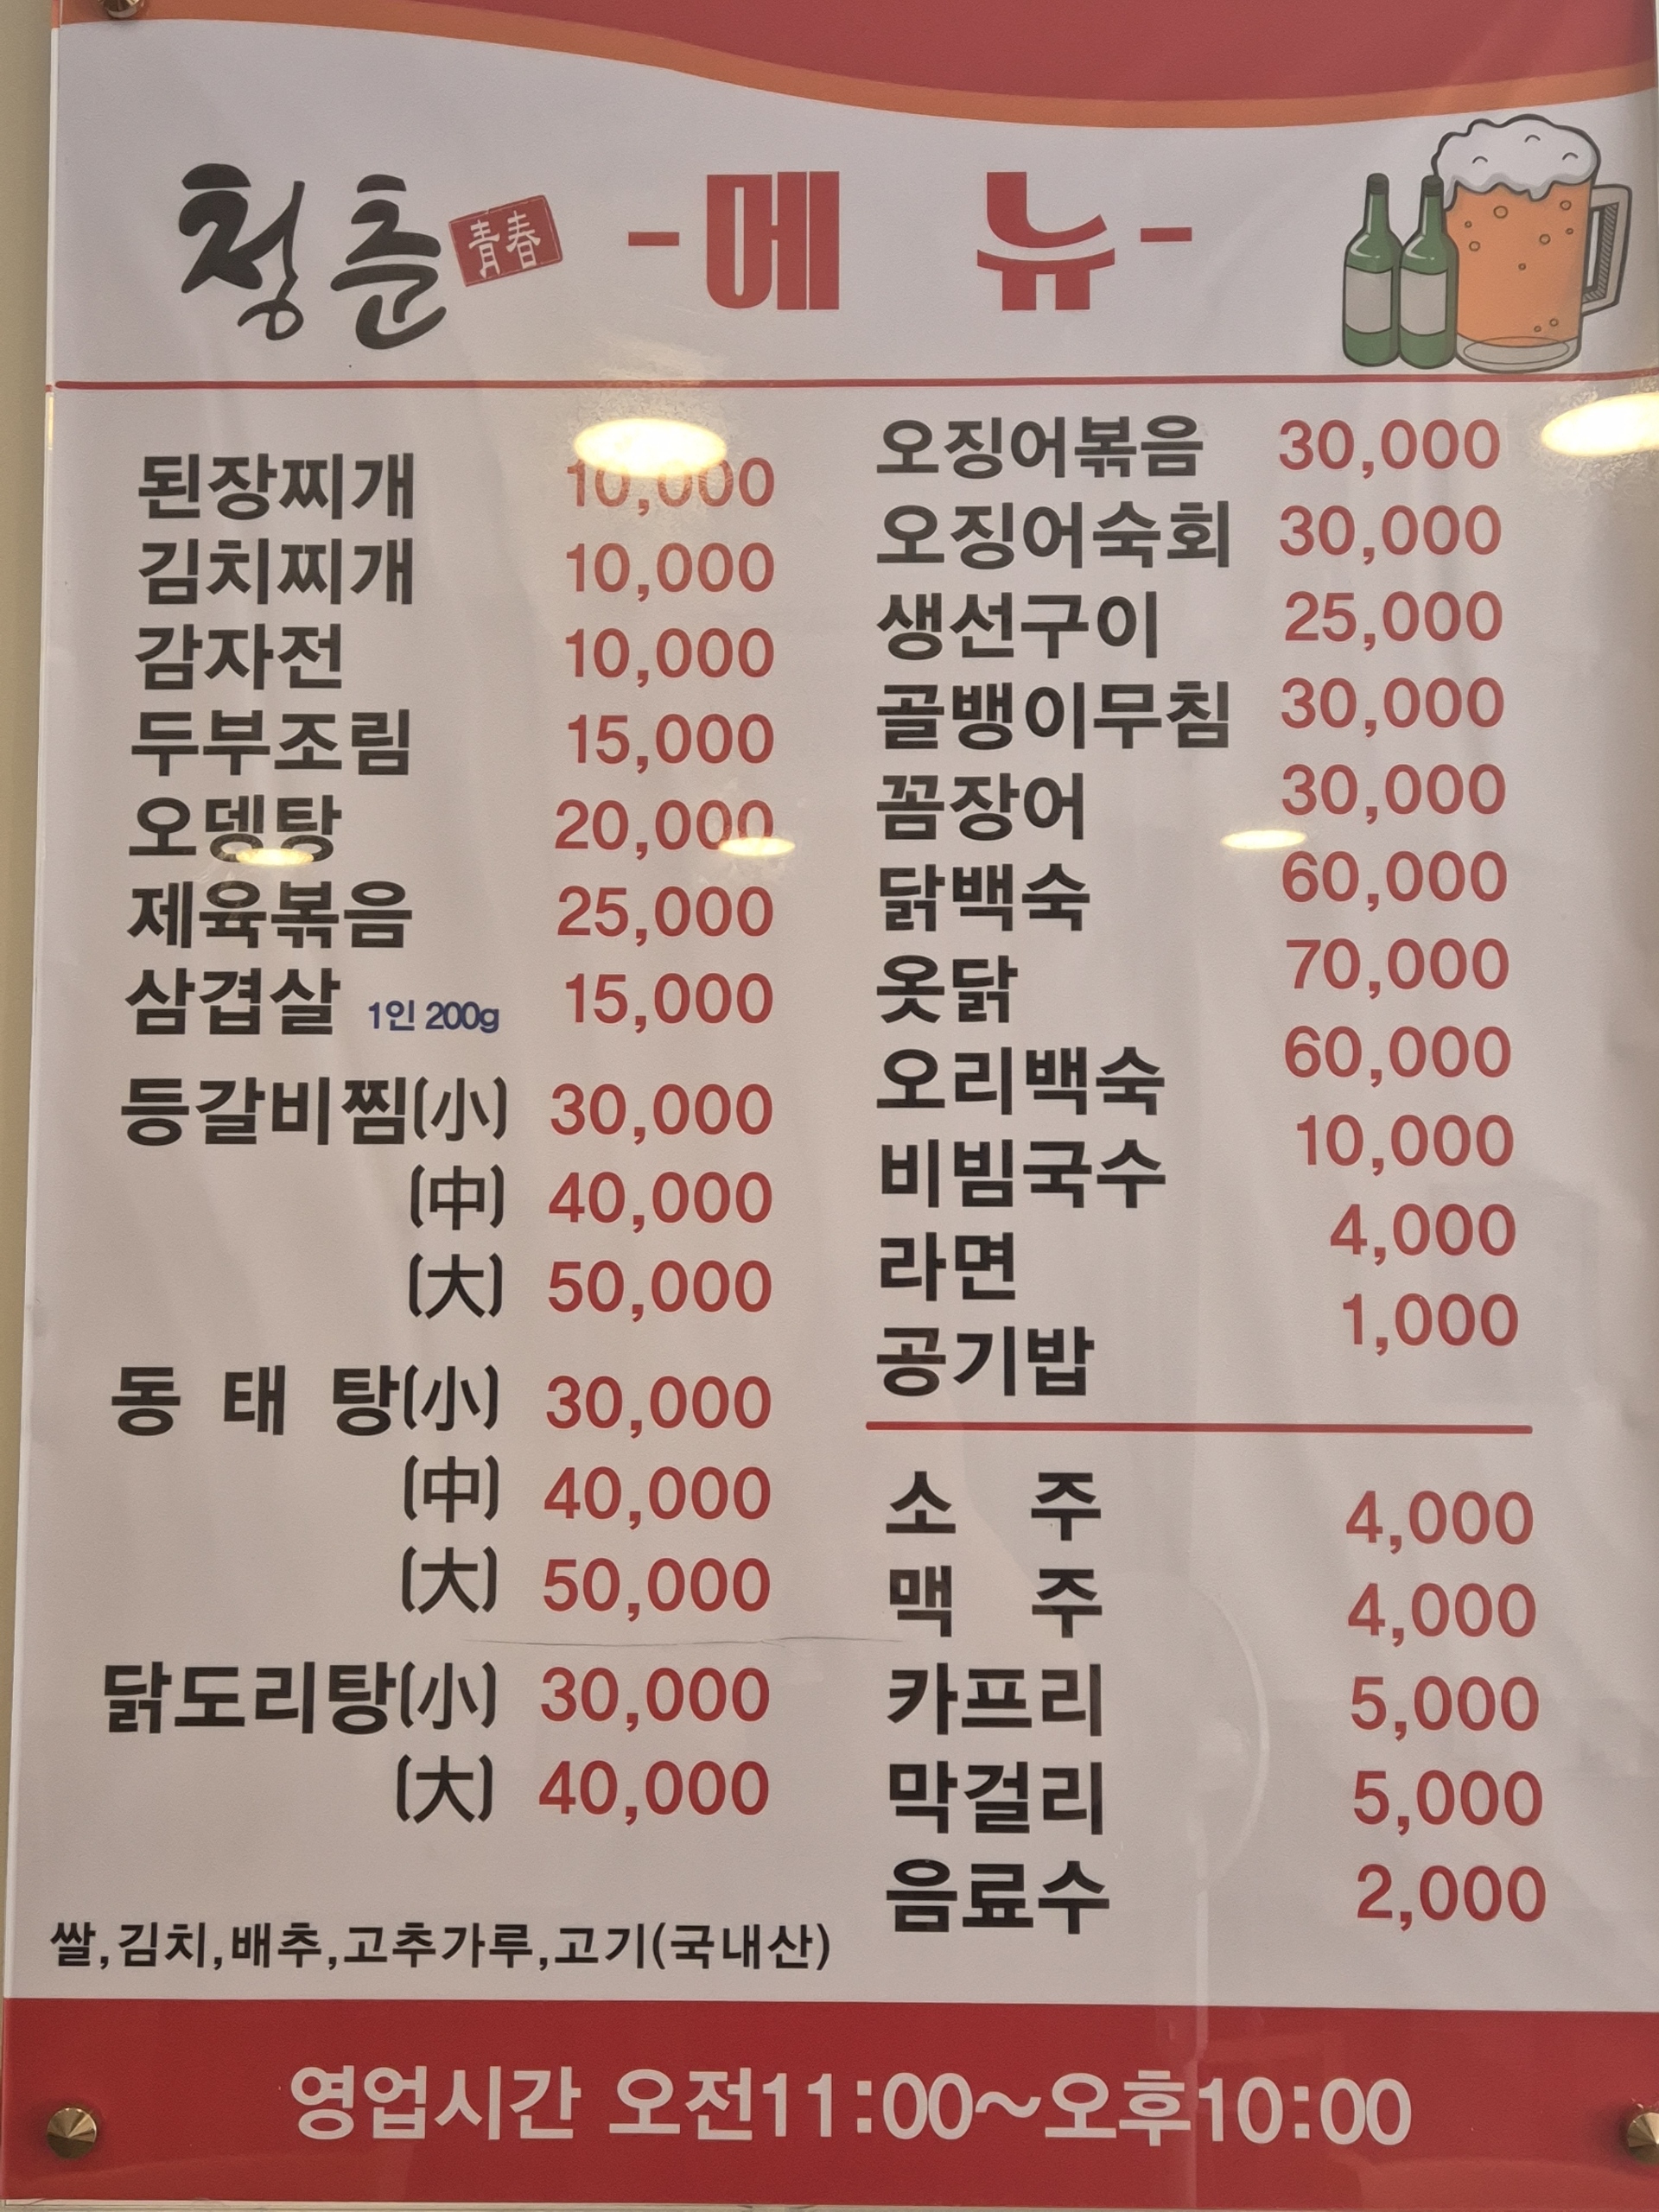 청춘 靑春 -메 뉴-
된장찌개 10,000
김치찌개 10,000
감자전 10,000
두부조림 15,000
오뎅탕 20,000
제육볶음 25,000
삼겹살 1인 200g 15,000
등갈비찜(小) 30,000
(中) 40,000
(大) 50,000
동 태 탕(小) 30,000
(中) 40,000
(大) 50,000
닭도리탕(小) 30,000
(大) 40,000
쌀,김치,배추,고추가루,고기(국내산)
오징어볶음 30,000
오징어숙회 30,000
생선구이 25,000
골뱅이무침 30,000
꼼장어 30,000
닭백숙 60,000
옻닭 70,000
오리백숙 60,000
비빔국수 10,000
라면 4,000
공기밥 1,000
소 주 4,000
맥 주 4,000
카프리 5,000
막걸리 5,000
음료수 2,000
영업시간 오전11:00~오후10:00